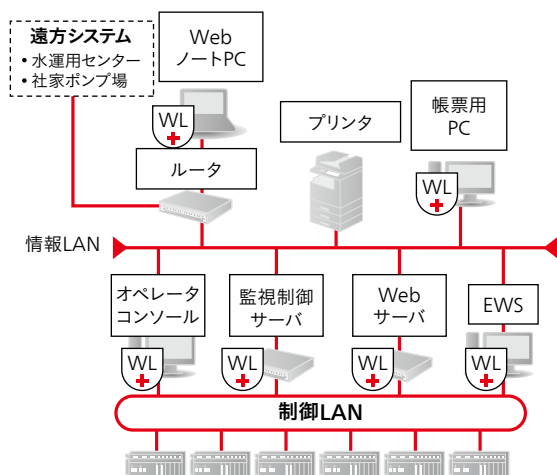 遠方システム
• 水運用センター
• 社家ポンプ場
Web
ノートPC
WL
ルータ
プリンタ
帳票用
PC
WL
情報LAN
オペレータ
コンソール
WL
監視制御
サーバ
WL
Web
サーバ
WL
EWS
WL
制御LAN